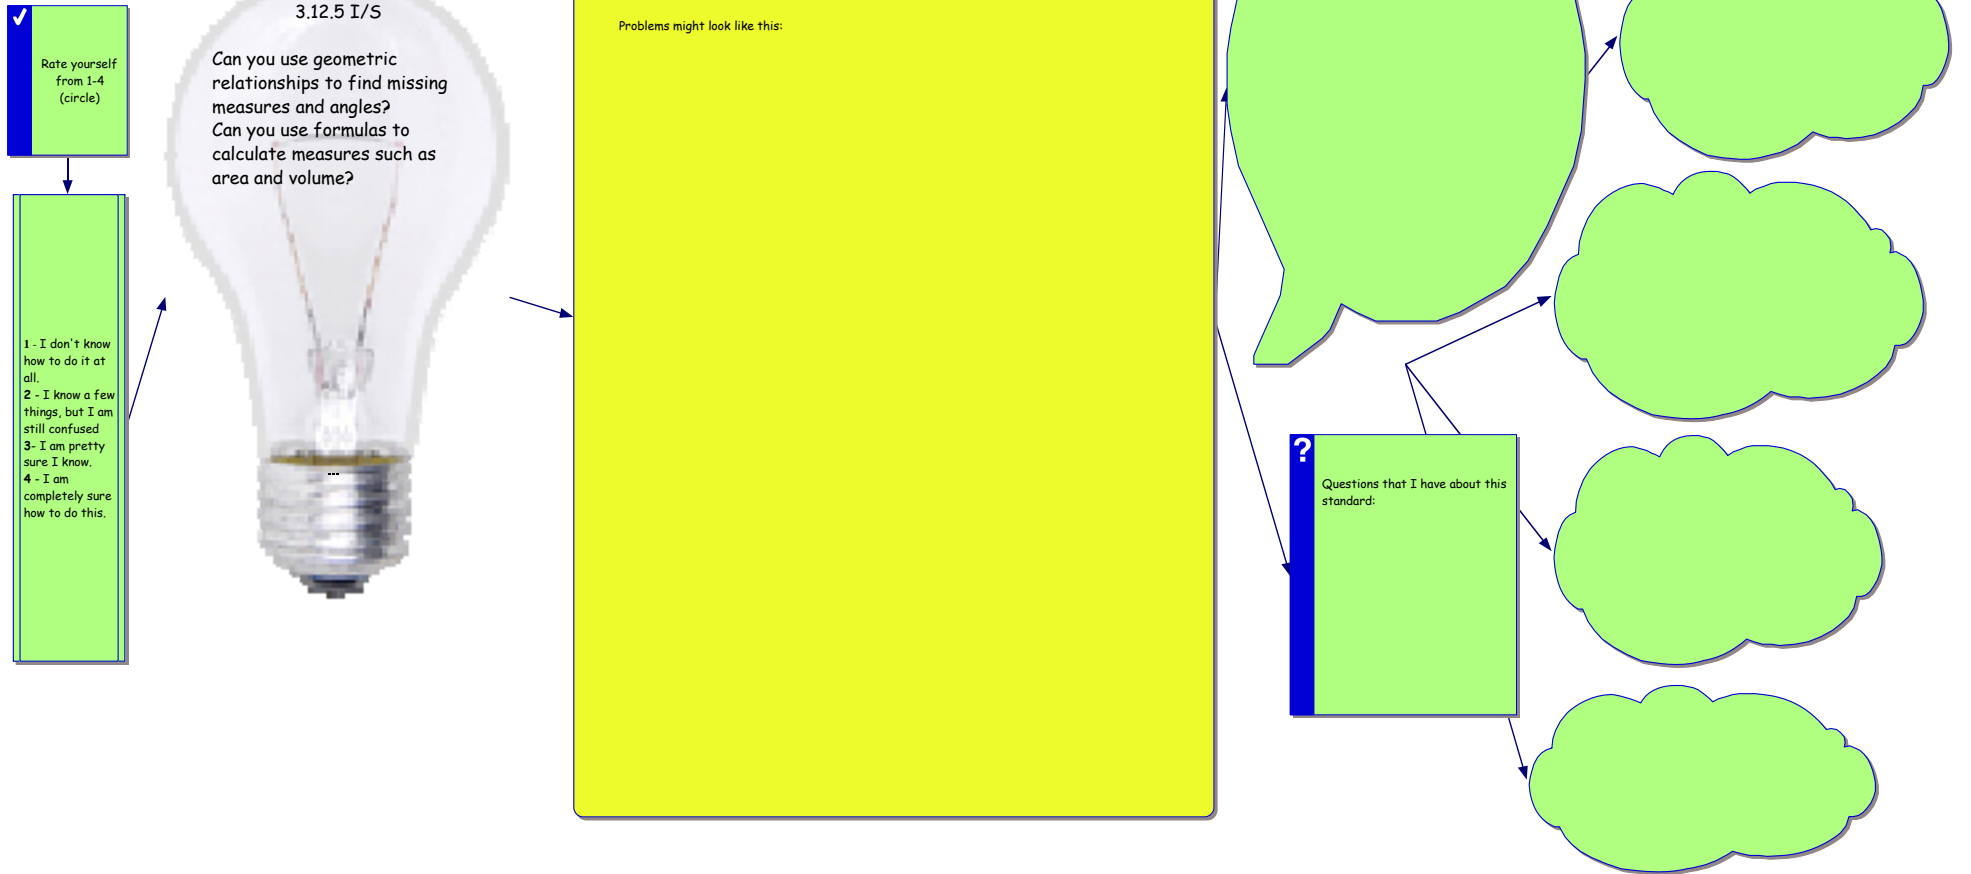 Rate yourself
from 1-4
(circle)
1 - I don't know
how to do it at
all.
2 - I know a few
things, but I am
still confused
3- I am pretty
sure I know.
4 - I am
completely sure
how to do this.
3.12.5 I/S
Can you use geometric
relationships to find missing
measures and angles?
Can you use formulas to
calculate measures such as
area and volume?
---
Problems might look like this:
?
Questions that I have about this
standard: